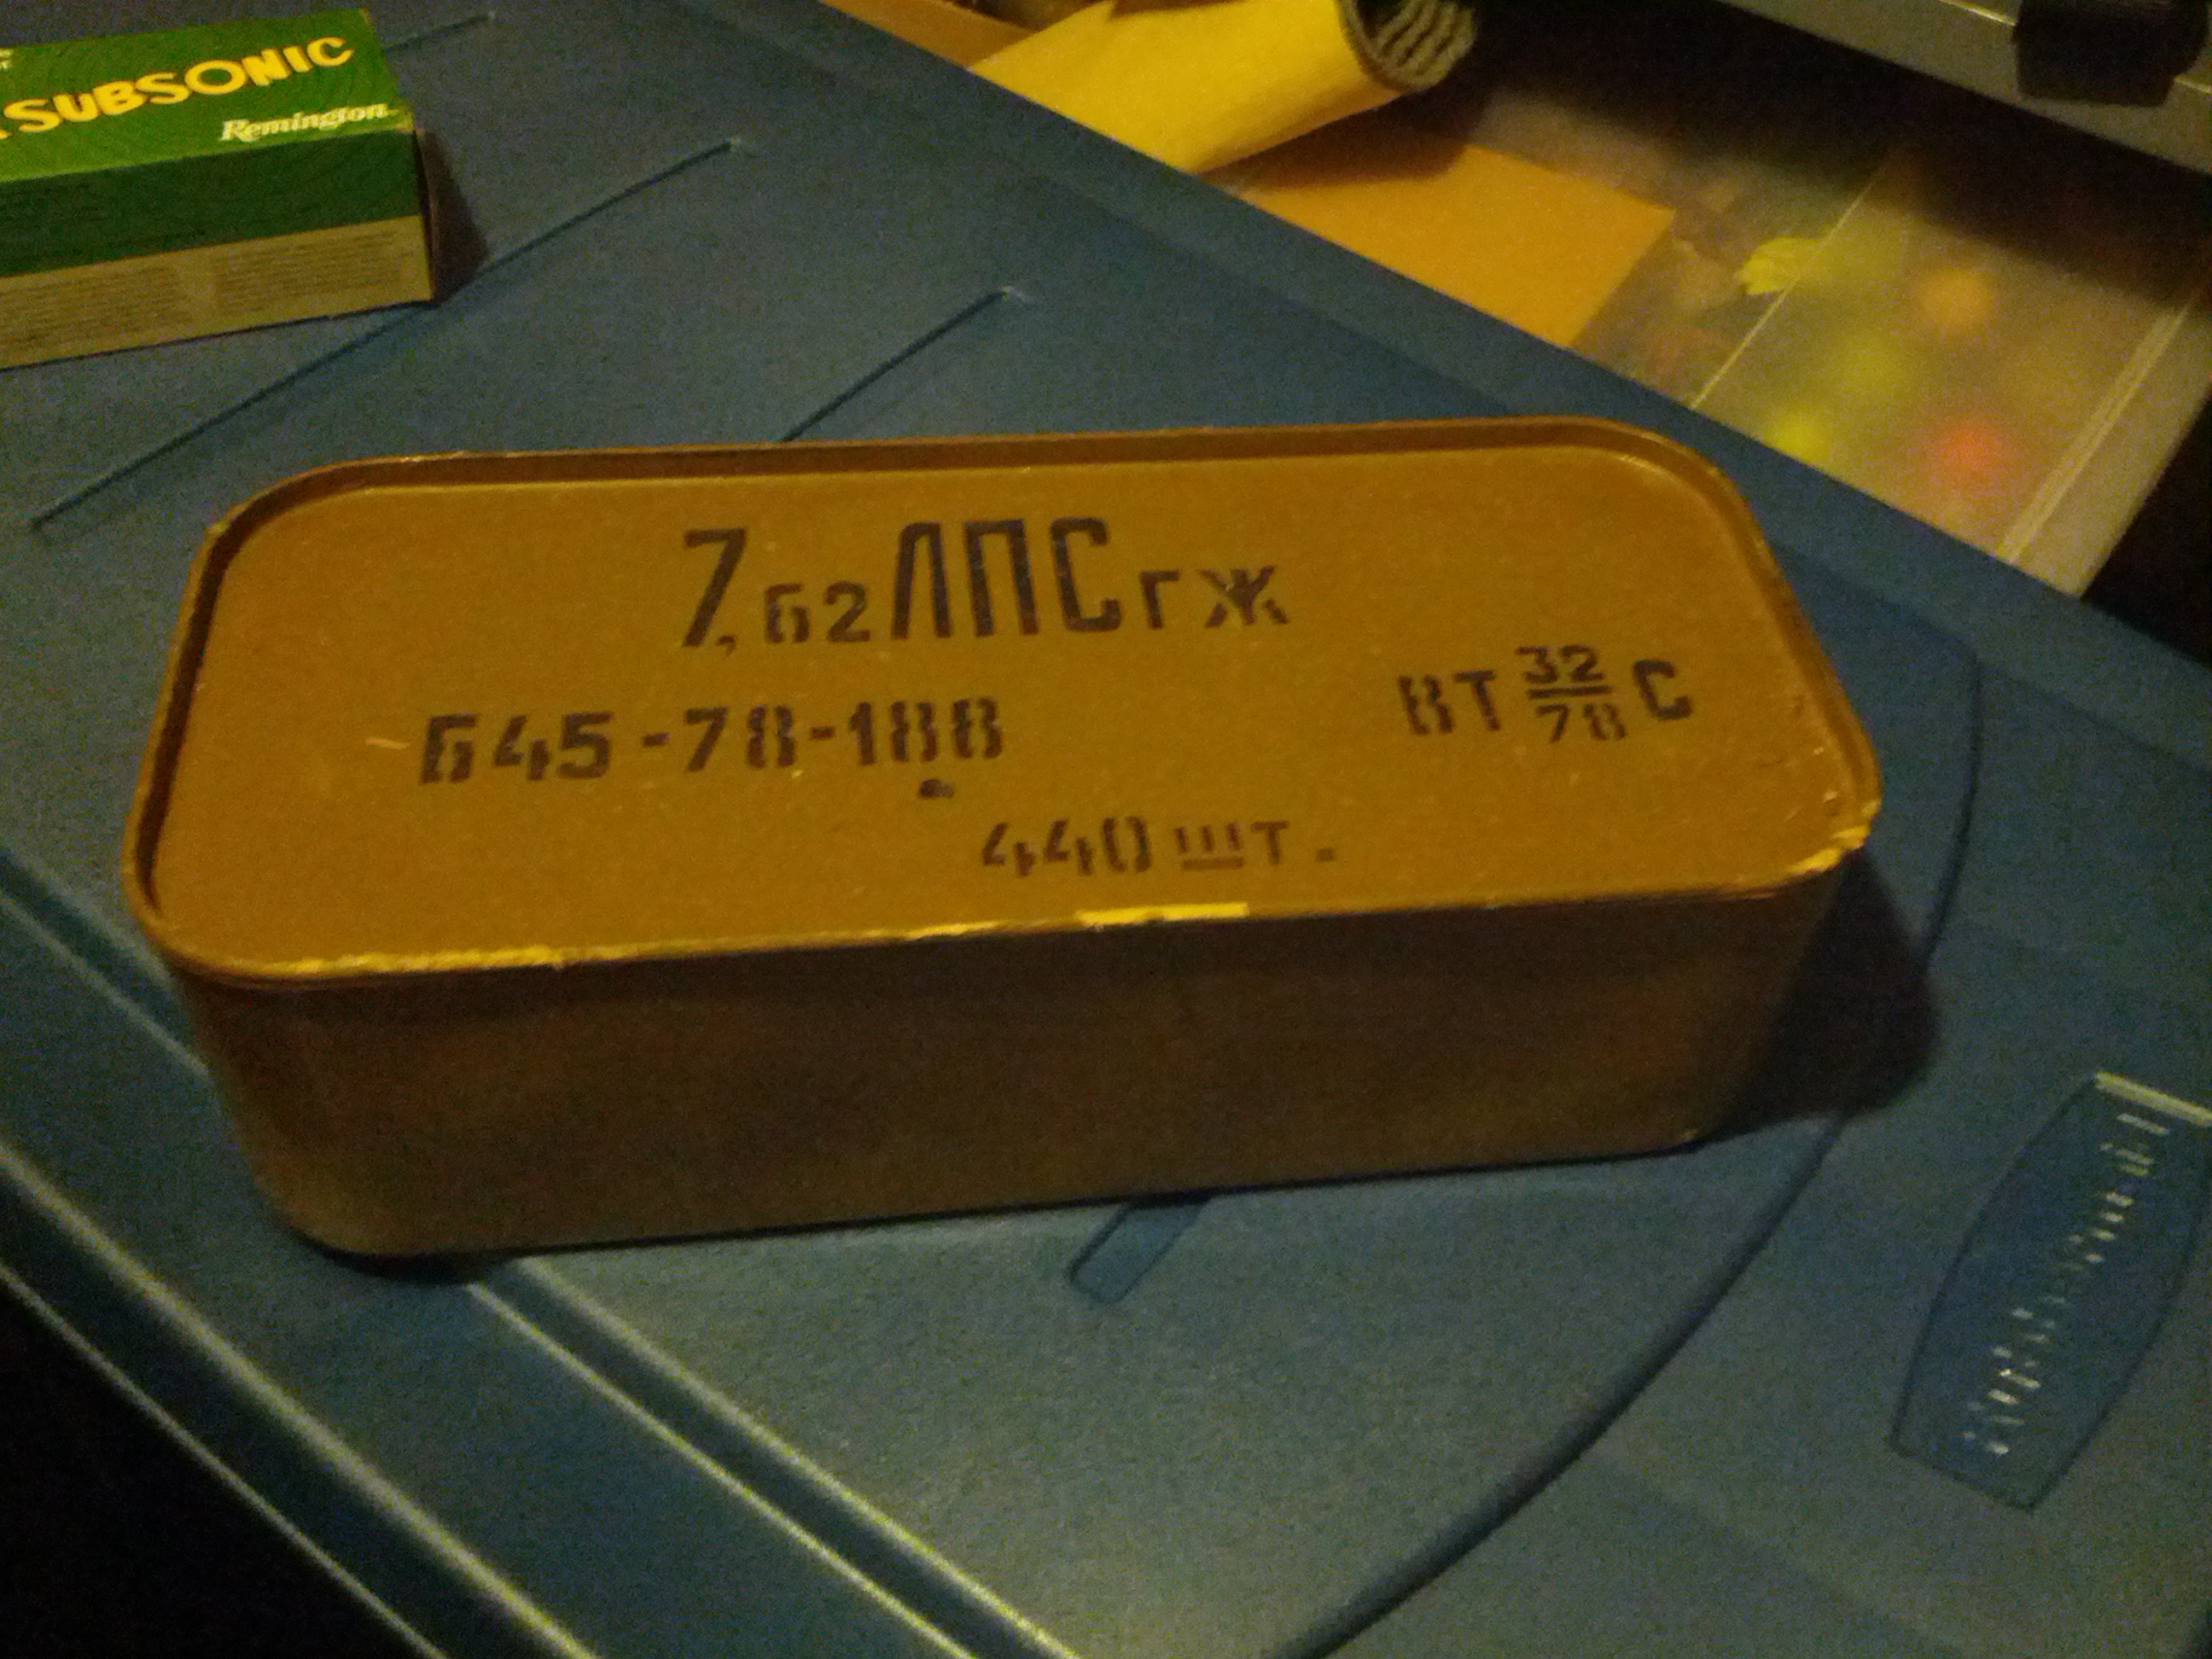 SUBSONIC
Remington
7,62 ЛПС гж
Б45-78-188
ВТ 32/78 С
440 шт.